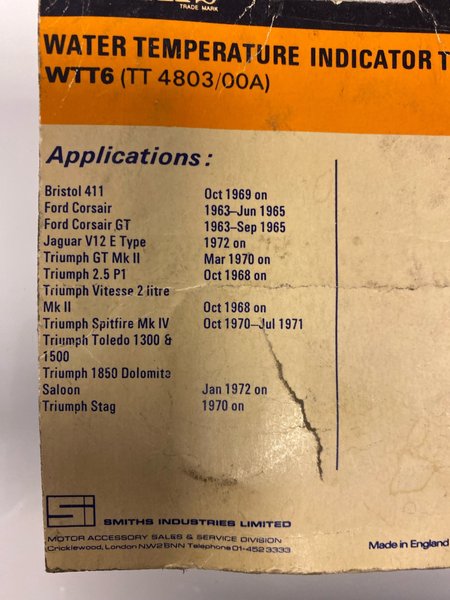 TRADE MARK
WATER TEMPERATURE INDICATOR T
WTT6 (TT 4803/00A)
Applications:
Bristol 411 Oct 1969 on
Ford Corsair 1963–Jun 1965
Ford Corsair GT 1963–Sep 1965
Jaguar V12 E Type 1972 on
Triumph GT Mk II Mar 1970 on
Triumph 2.5 P1 Oct 1968 on
Triumph Vitesse 2 litre
Mk II Oct 1968 on
Triumph Spitfire Mk IV Oct 1970–Jul 1971
Triumph Toledo 1300 &
1500
Triumph 1850 Dolomite
Saloon Jan 1972 on
Triumph Stag 1970 on
SMITHS INDUSTRIES LIMITED
MOTOR ACCESSORY SALES & SERVICE DIVISION
Cricklewood, London NW2 5NN Telephone 01-452 3333
Made in England